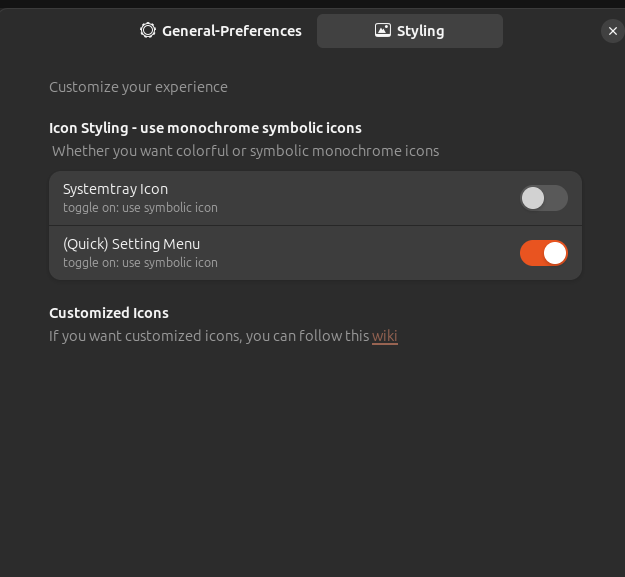 General-Preferences
Styling
Customize your experience
Icon Styling - use monochrome symbolic icons
Whether you want colorful or symbolic monochrome icons
Systemtray Icon
toggle on: use symbolic icon
(Quick) Setting Menu
toggle on: use symbolic icon
Customized Icons
If you want customized icons, you can follow this wiki